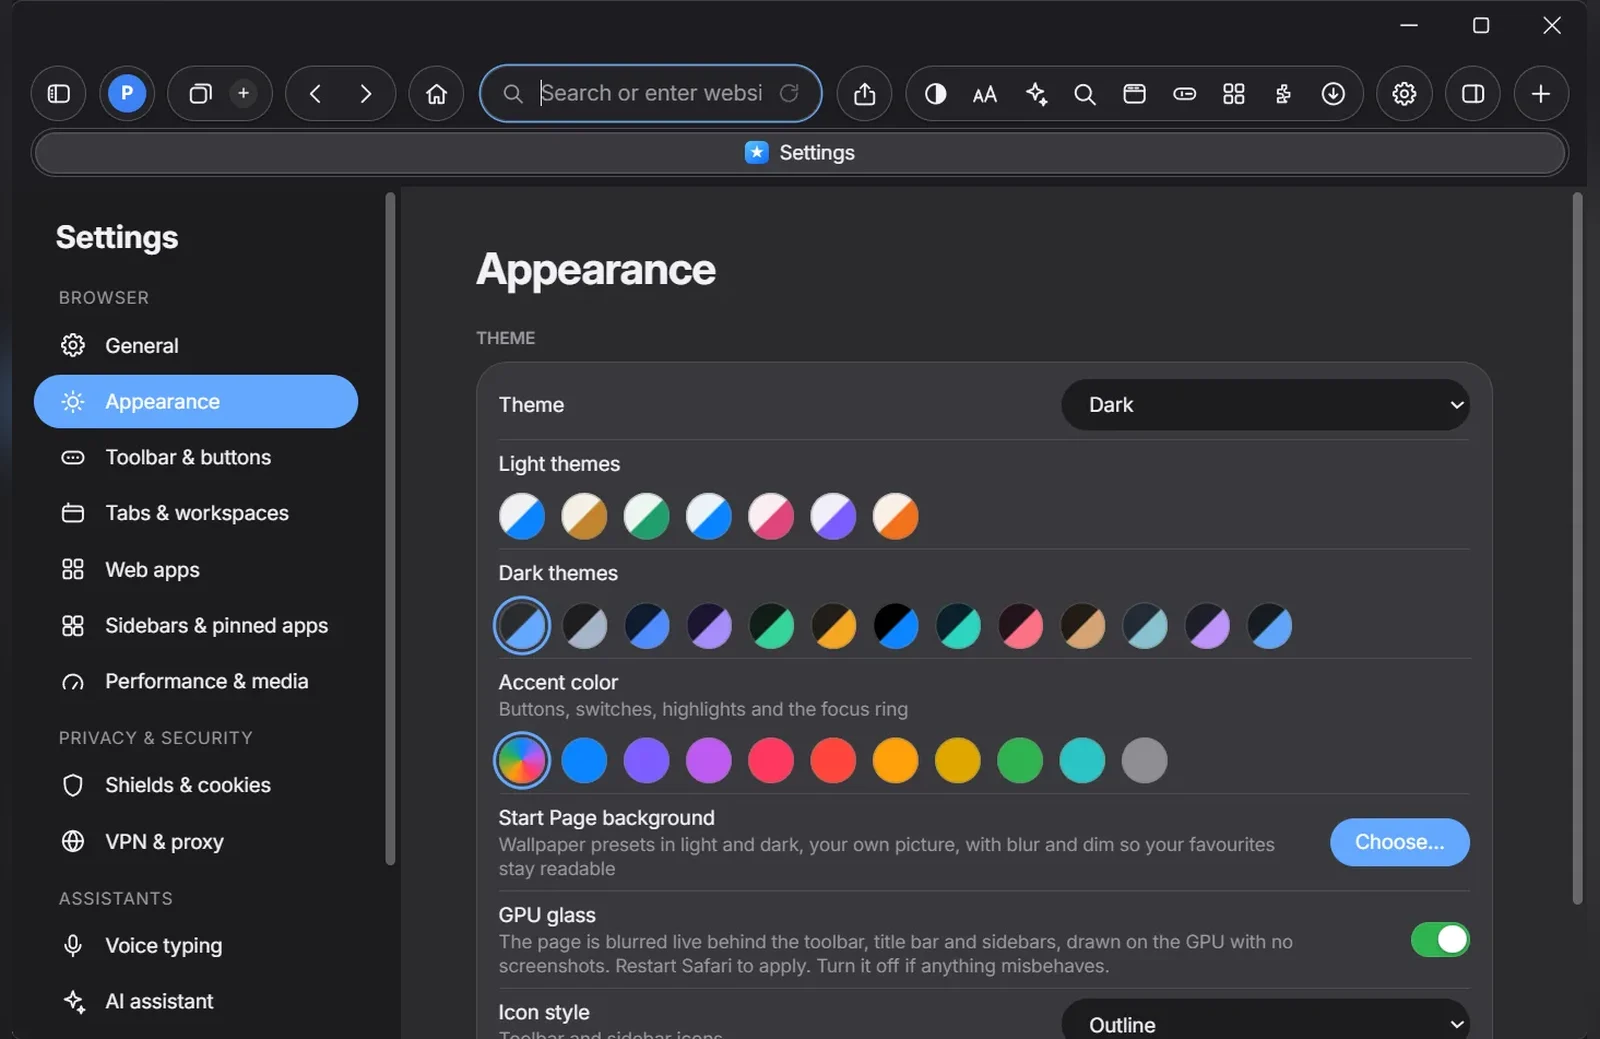 P
Search or enter websi
AA
Settings
Settings
BROWSER
General
Appearance
Toolbar & buttons
Tabs & workspaces
Web apps
Sidebars & pinned apps
Performance & media
PRIVACY & SECURITY
Shields & cookies
VPN & proxy
ASSISTANTS
Voice typing
AI assistant
Appearance
THEME
Theme
Dark
Light themes
Dark themes
Accent color
Buttons, switches, highlights and the focus ring
Start Page background
Wallpaper presets in light and dark, your own picture, with blur and dim so your favourites
stay readable
Choose...
GPU glass
The page is blurred live behind the toolbar, title bar and sidebars, drawn on the GPU with no
screenshots. Restart Safari to apply. Turn it off if anything misbehaves.
Icon style
Outline
Toolbar and sidebar icons